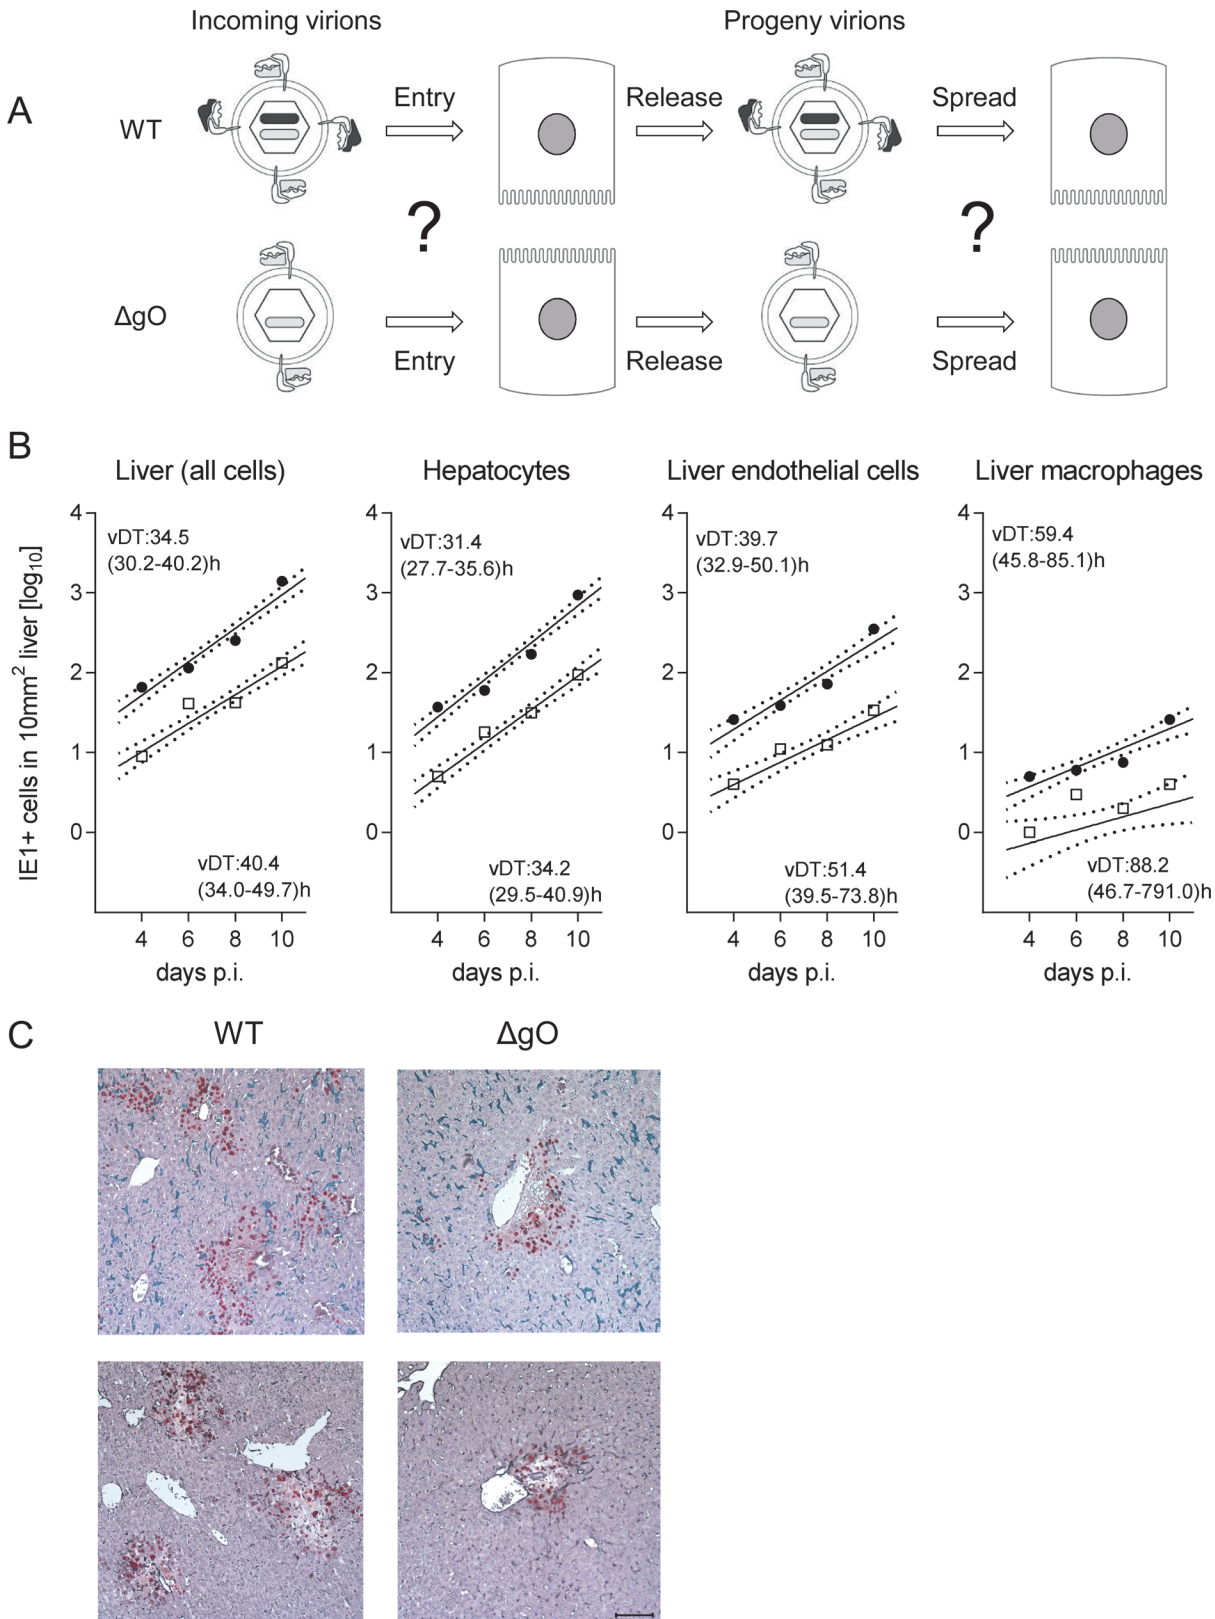 Incoming virions
Progeny virions
A
WT
Entry
Release
Spread
?
?
ΔgO
Entry
Release
Spread
B
Liver (all cells)
Hepatocytes
Liver endothelial cells
Liver macrophages
IE1+ cells in 10mm² liver [log₁₀]
4
3
2
1
0
vDT:34.5
(30.2-40.2)h
vDT:40.4
(34.0-49.7)h
4 6 8 10
days p.i.
4
3
2
1
0
vDT:31.4
(27.7-35.6)h
vDT:34.2
(29.5-40.9)h
4 6 8 10
days p.i.
4
3
2
1
0
vDT:39.7
(32.9-50.1)h
vDT:51.4
(39.5-73.8)h
4 6 8 10
days p.i.
4
3
2
1
0
vDT:59.4
(45.8-85.1)h
vDT:88.2
(46.7-791.0)h
4 6 8 10
days p.i.
C
WT
ΔgO